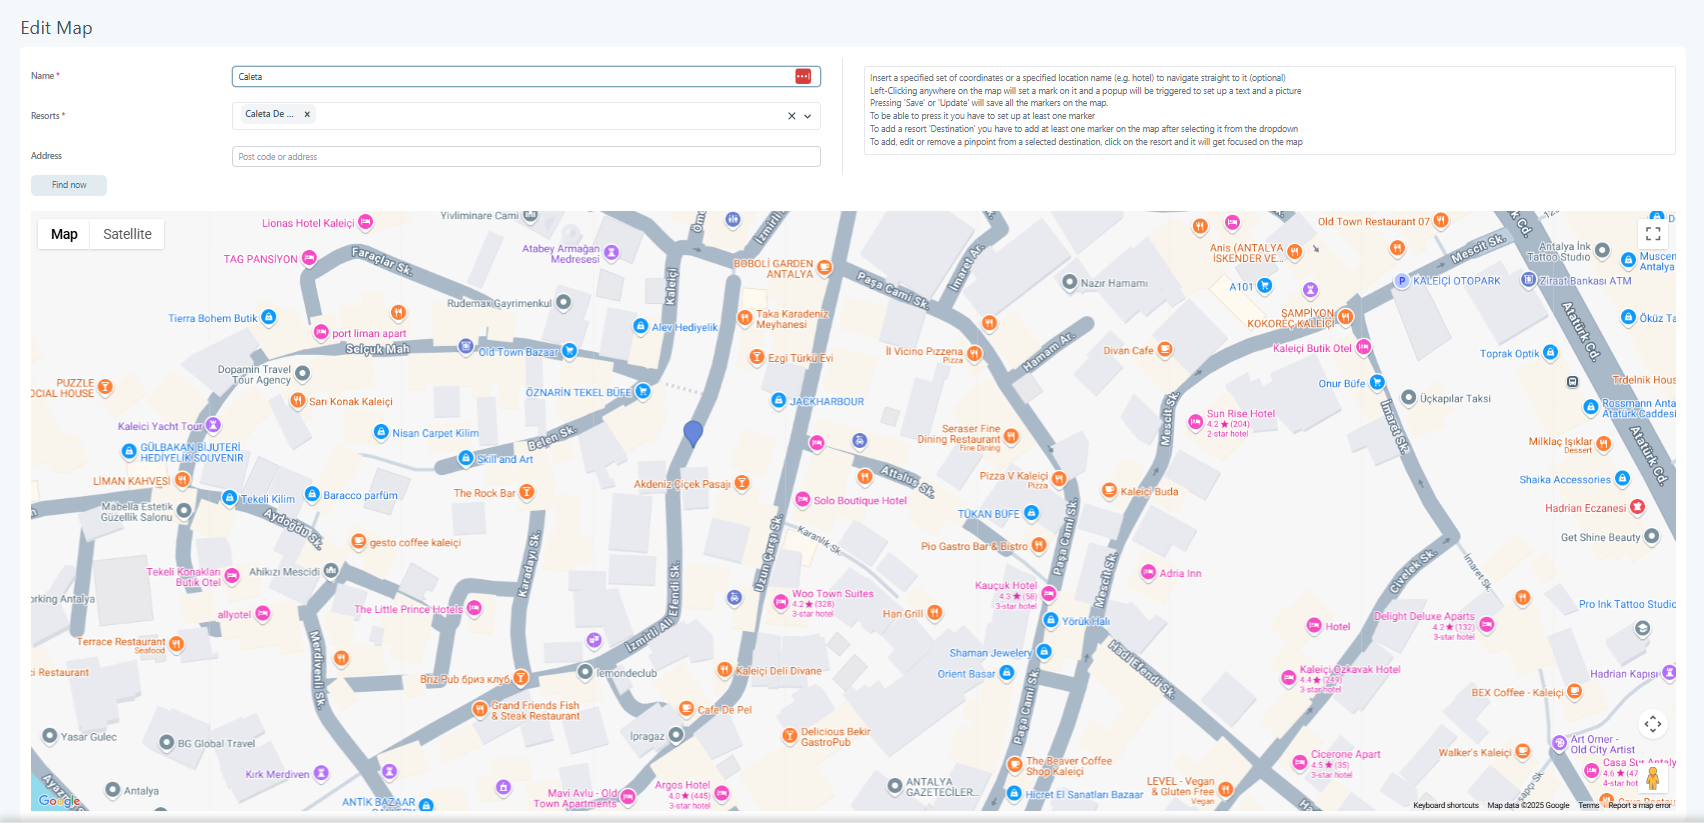 Edit Map
Name *
Caleta
Resorts *
Caleta De ...
Address
Post code or address
Find now
Insert a specified set of coordinates or a specified location name (e.g. hotel) to navigate straight to it (optional)
Left-Clicking anywhere on the map will set a mark on it and a popup will be triggered to set up a text and a picture
Pressing 'Save' or 'Update' will save all the markers on the map.
To be able to press it you have to set up at least one marker
To add a resort 'Destination' you have to add at least one marker on the map after selecting it from the dropdown
To add, edit or remove a pinpoint from a selected destination, click on the resort and it will get focused on the map
Map
Satellite
Lionas Hotel Kaleiçi
Yivliminare Cami
İzmirli
Old Town Restaurant 07
Mescit Sk.
TAG PANSİYON
Faraçlar Sk.
Atabey Armağan
Medresesi
Kaleiçi
BOBOLİ GARDEN
ANTALYA
Paşa Cami Sk.
İmaret Ar.
Nazır Hamamı
Anis (ANTALYA
İSKENDER VE...
A101
KALEİÇİ OTOPARK
Antalya İnk
Tattoo Studio
Ziraat Bankası ATM
Muscen
Antalya
Atatürk Cd.
Tierra Bohem Butik
Rudemax Gayrimenkul
port liman apart
Selçuk Mah
Old Town Bazaar
Alev Hediyelik
Taka Karadeniz
Meyhanesi
Ezgi Türkü Evi
İl Vicino Pızzerıa
Pizza
Hamam Ar.
Divan Cafe
ŞAMPİYON
KOKOREÇ KALEİÇİ
Kaleiçi Butik Otel
Toprak Optik
Öküz Ta
Dopamin Travel
Tour Agency
PUZZLE
OCIAL HOUSE
Sarı Konak Kaleiçi
ÖZNARİN TEKEL BÜFE
JACKHARBOUR
Onur Büfe
Üçkapılar Taksi
Trdelnik Hous
Rossmann Anta
Atatürk Caddesi
Kaleici Yacht Tour
GÜLBAKAN BİJUTERİ
HEDİYELİK SOUVENİR
Nisan Carpet Kilim
Belen Sk.
Skill and Art
Seraser Fine
Dining Restaurant
Fine Dining
Mescit Sk.
Sun Rise Hotel
4.2 ★ (204)
2-star hotel
İmaret Sk.
Milklaç Işıklar
Dessert
Atatürk Cd.
LİMAN KAHVESİ
Tekeli Kilim
Baracco parfüm
The Rock Bar
Akdeniz Çiçek Pasajı
Solo Boutique Hotel
Attalus Sk.
Pizza V Kaleiçi
Pizza
Kaleiçi Buda
Shaika Accessories
Mabella Estetik
Güzellik Salonu
Aydoğdu Sk.
TÜKAN BÜFE
Hadrian Eczanesi
gesto coffee kaleiçi
Karadayı Sk.
Uzun Çarşı Sk.
Karanlık Sk.
Pio Gastro Bar & Bistro
Paşa Cami Sk.
Get Shine Beauty
Tekeli Konakları
Butik Otel
Ahikızı Mescidi
Mescit Sk.
Adria Inn
Civelek Sk.
İmaret Sk.
orking Antalya
allyotel
The Little Prince Hotels
İzmirli Ali Efendi Sk.
Woo Town Suites
4.2 ★ (328)
3-star hotel
Kauçuk Hotel
4.3 ★ (58)
3-star hotel
Han Grill
Yörük Halı
Hotel
Delight Deluxe Aparts
4.2 ★ (132)
3-star hotel
Pro Ink Tattoo Studio
Terrace Restaurant
Seafood
Merdivenli Sk.
Shaman Jewelery
Hadi Efendi Sk.
ci Restaurant
Briz Pub бриз клуб
lemondeclub
Kaleiçi Deli Divane
Orient Basar
Kaleiçi Özkavak Hotel
4.4 ★ (249)
3-star hotel
Hadrian Kapısı
BEX Coffee - Kaleiçi
Grand Friends Fish
& Steak Restaurant
Cafe De Pel
Paşa Cami Sk.
Yasar Gulec
BG Global Travel
Ipragaz
Delicious Bekir
GastroPub
Art Omer -
Old City Artist
Walker's Kaleiçi
Kırk Merdiven
The Beaver Coffee
Shop Kaleiçi
Cicerone Apart
4.5 ★ (35)
3-star hotel
Casa Sur Antalya
4.6 ★ (47
4-star hot
Antalya
ANTİK BAZAAR
Mavi Avlu - Old
Town Apartments
Argos Hotel
4.0 ★ (445)
3-star hotel
ANTALYA
GAZETECİLER...
Hicret El Sanatları Bazaar
LEVEL - Vegan
& Gluten Free
Vegan
Google
Keyboard shortcuts
Map data ©2025 Google
Terms
Report a map error